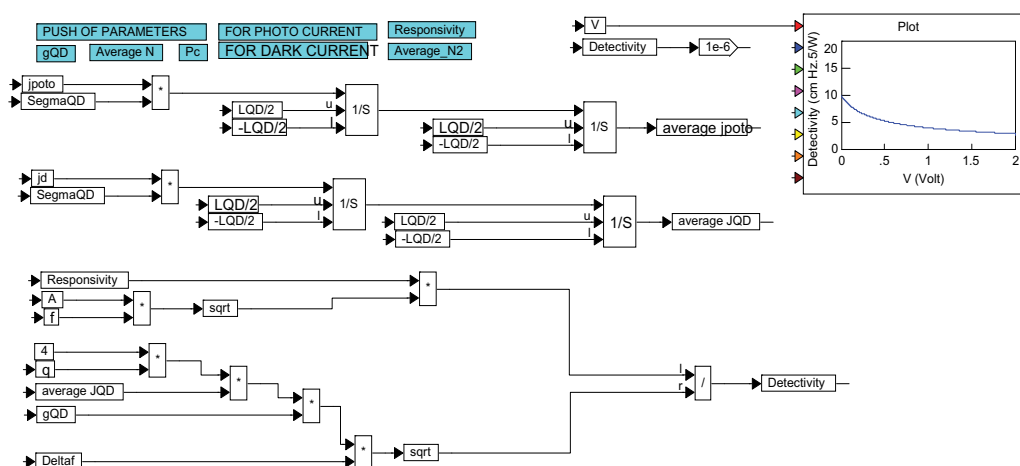 PUSH OF PARAMETERS
FOR PHOTO CURRENT
Responsivity
gQD
Average N
Pc
FOR DARK CURRENT
Average_N2
V
Detectivity
1e-6
Plot
Detectivity (cm Hz.5/W)
20
15
10
5
0
0
.5
1
1.5
2
V (Volt)
jpoto
SegmaQD
*
LQD/2
-LQD/2
u
l
1/S
LQD/2
-LQD/2
u
l
1/S
average jpoto
jd
SegmaQD
*
LQD/2
-LQD/2
u
l
1/S
LQD/2
-LQD/2
u
l
1/S
average JQD
Responsivity
A
f
*
sqrt
*
4
q
*
average JQD
*
gQD
*
Deltaf
*
sqrt
l
r
/
Detectivity